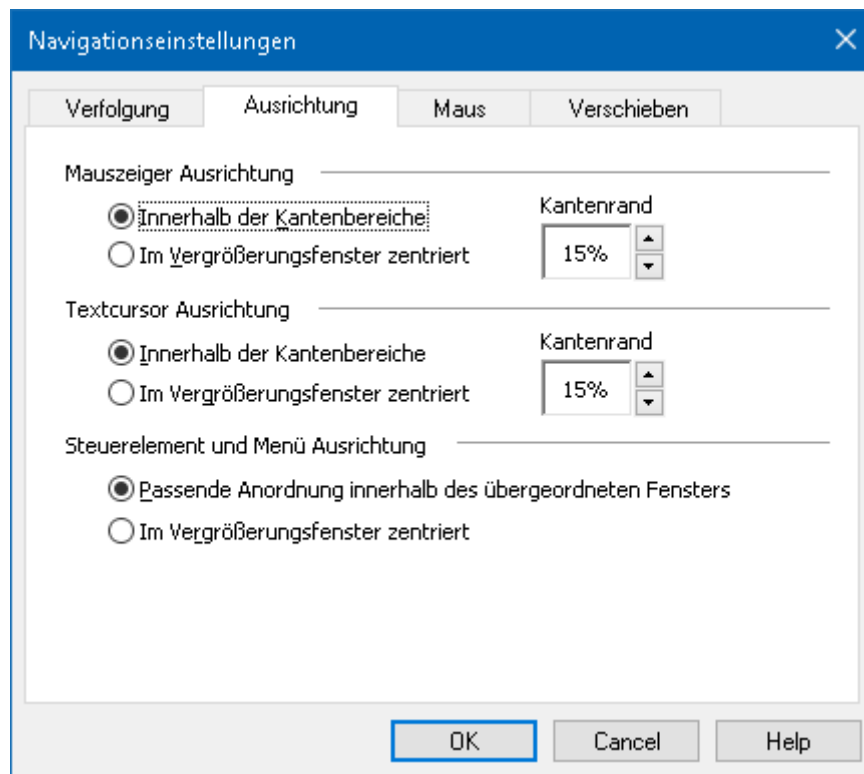 Navigationseinstellungen
Verfolgung Ausrichtung Maus Verschieben
Mauszeiger Ausrichtung
Innerhalb der Kantenbereiche
Kantenrand
Im Vergrößerungsfenster zentriert
15%
Textcursor Ausrichtung
Innerhalb der Kantenbereiche
Kantenrand
Im Vergrößerungsfenster zentriert
15%
Steuerelement und Menü Ausrichtung
Passende Anordnung innerhalb des übergeordneten Fensters
Im Vergrößerungsfenster zentriert
OK Cancel Help